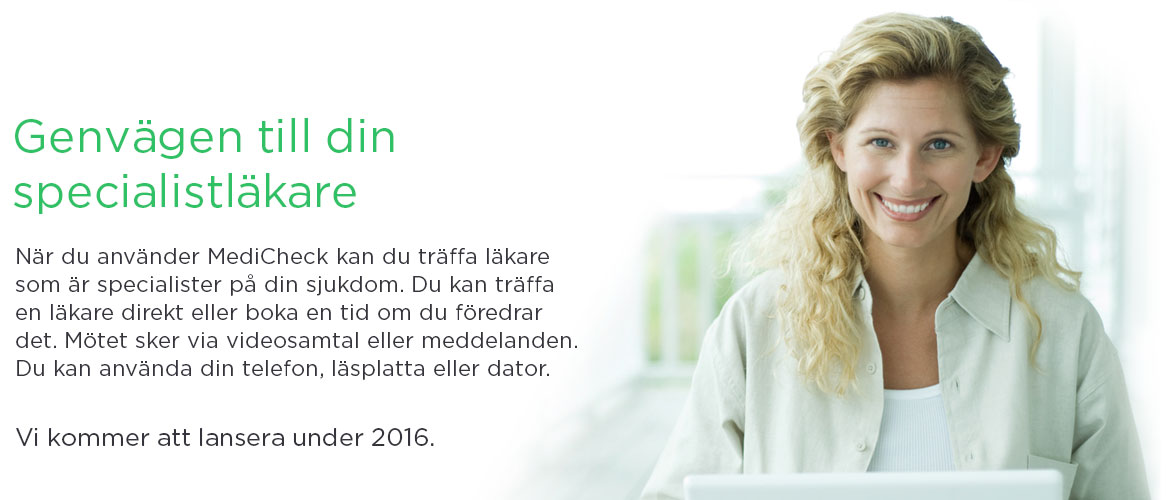 Genvägen till din
specialistläkare
När du använder MediCheck kan du träffa läkare
som är specialister på din sjukdom. Du kan träffa
en läkare direkt eller boka en tid om du föredrar
det. Mötet sker via videosamtal eller meddelanden.
Du kan använda din telefon, läsplatta eller dator.
Vi kommer att lansera under 2016.